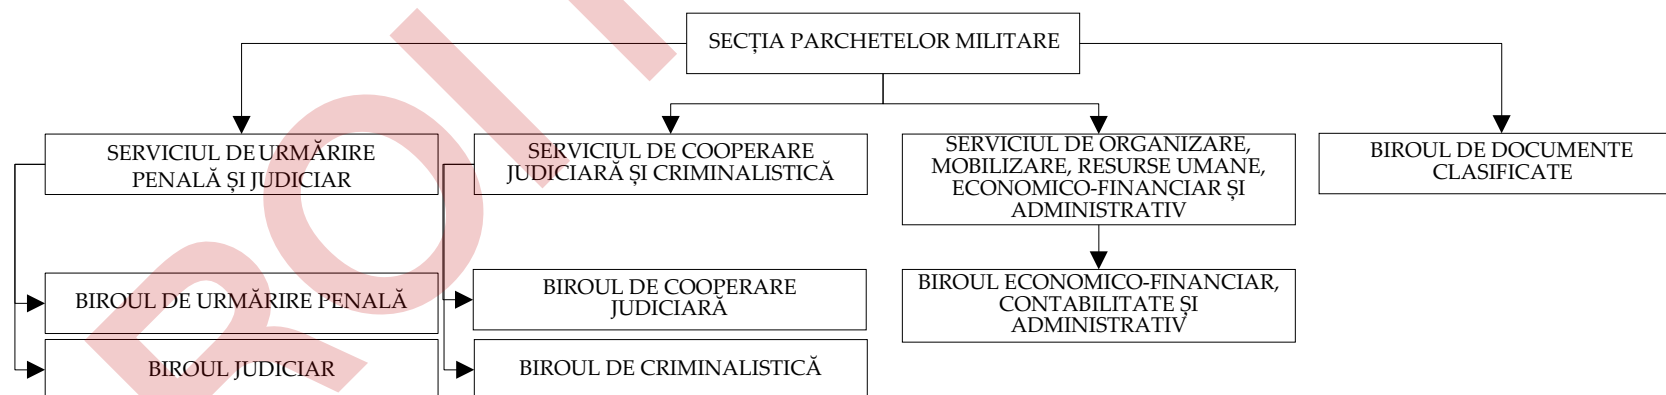 SECȚIA PARCHETELOR MILITARE
SERVICIUL DE URMĂRIRE
PENALĂ ȘI JUDICIAR
SERVICIUL DE COOPERARE
JUDICIARĂ ȘI CRIMINALISTICĂ
SERVICIUL DE ORGANIZARE,
MOBILIZARE, RESURSE UMANE,
ECONOMICO-FINANCIAR ȘI
ADMINISTRATIV
BIROUL DE DOCUMENTE
CLASIFICATE
BIROUL DE URMĂRIRE PENALĂ
BIROUL DE COOPERARE
JUDICIARĂ
BIROUL ECONOMICO-FINANCIAR,
CONTABILITATE ȘI
ADMINISTRATIV
BIROUL JUDICIAR
BIROUL DE CRIMINALISTICĂ